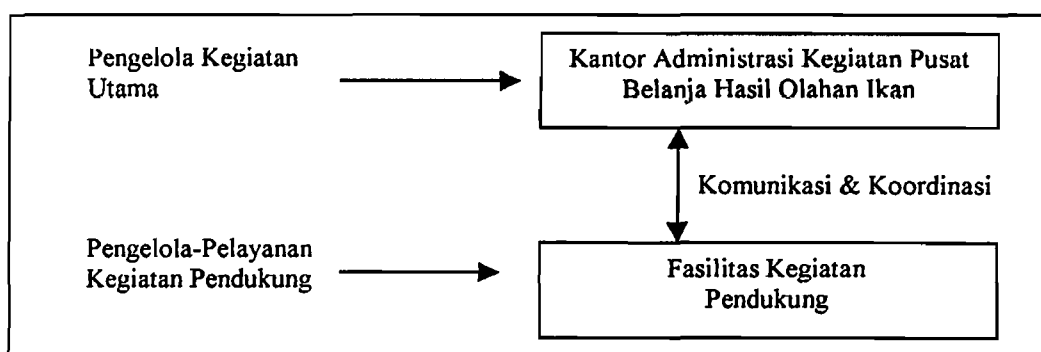 Pengelola Kegiatan
Utama
Kantor Administrasi Kegiatan Pusat
Belanja Hasil Olahan Ikan
Komunikasi & Koordinasi
Pengelola-Pelayanan
Kegiatan Pendukung
Fasilitas Kegiatan
Pendukung